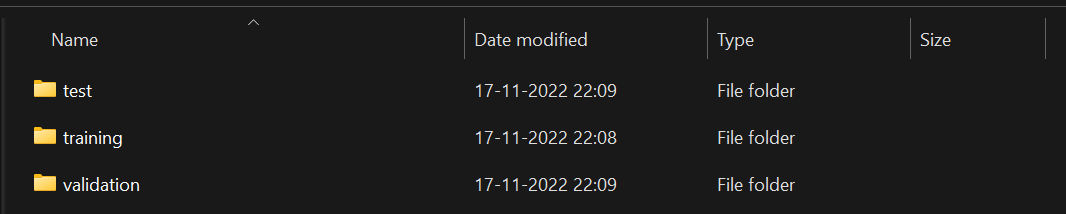 Name Date modified Type Size
test 17-11-2022 22:09 File folder
training 17-11-2022 22:08 File folder
validation 17-11-2022 22:09 File folder